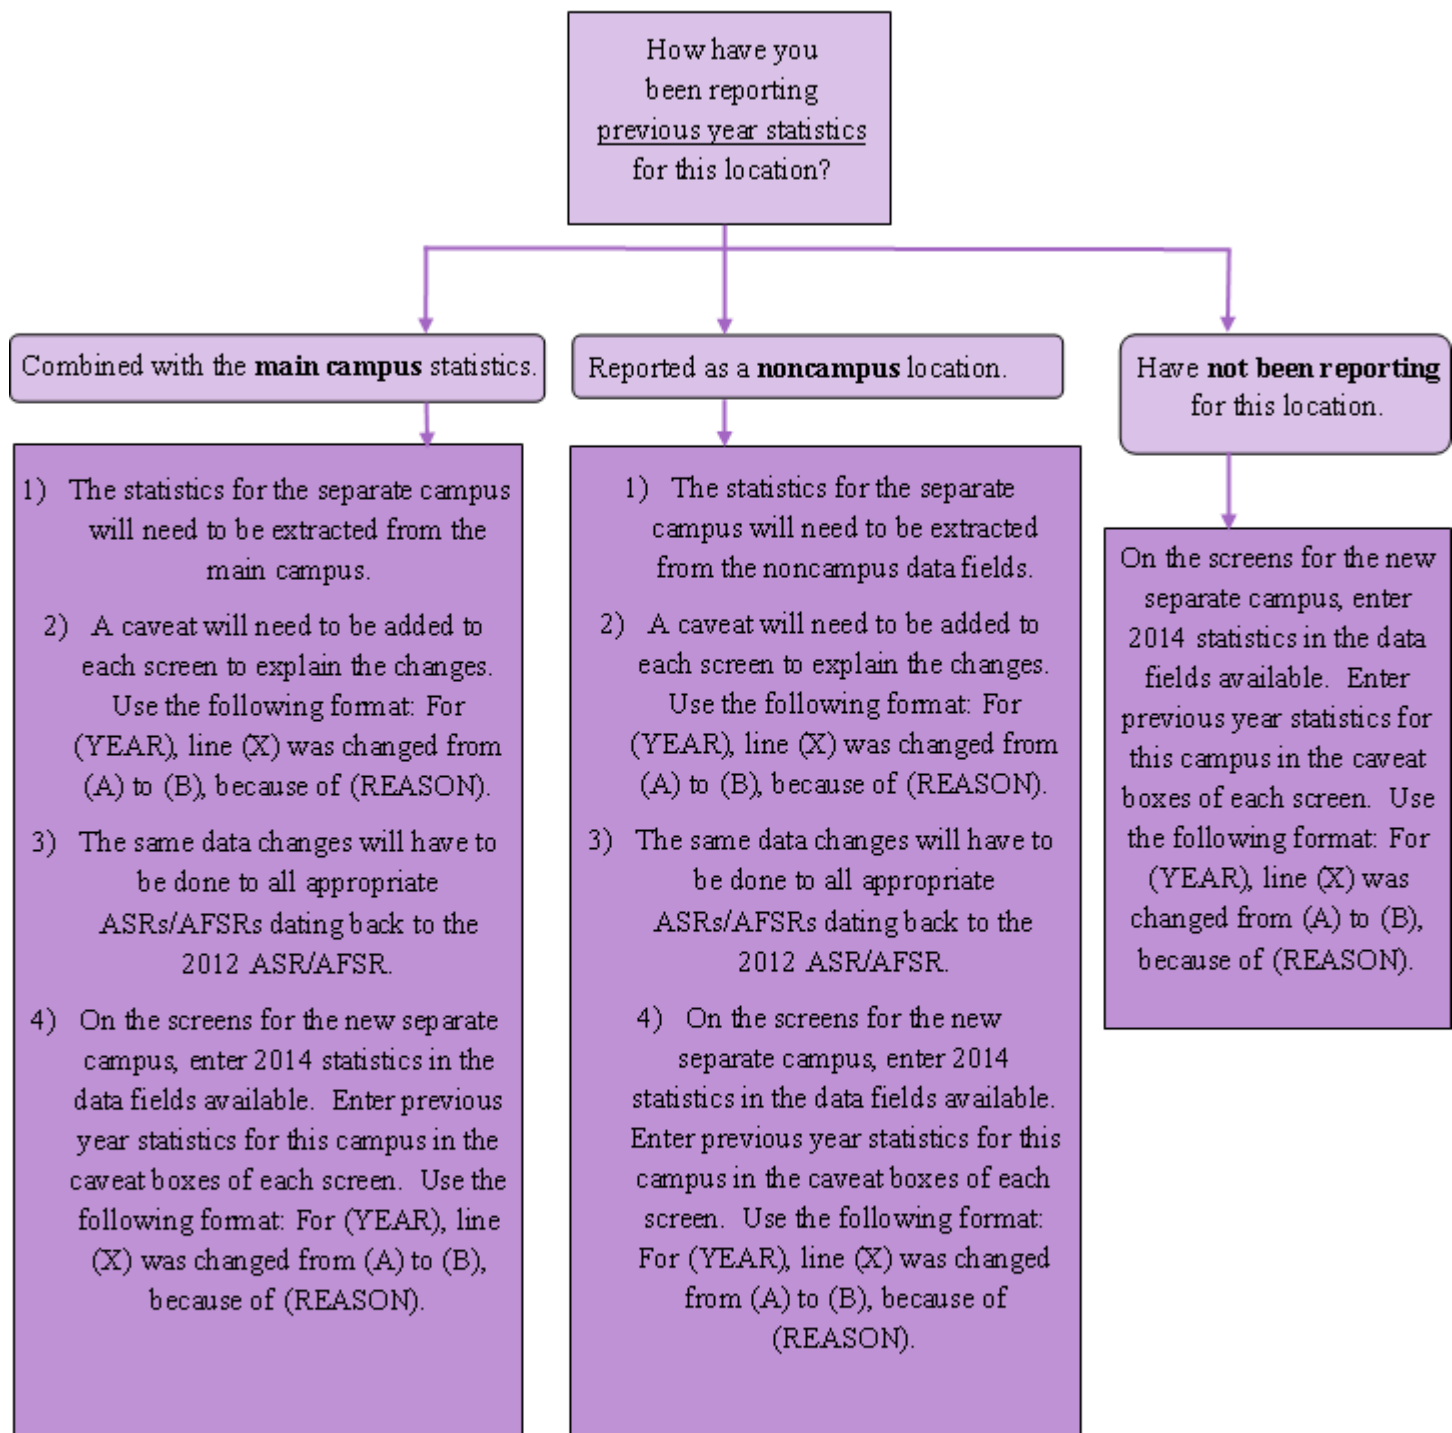 How have you
been reporting
previous year statistics
for this location?
Combined with the main campus statistics.
1) The statistics for the separate campus
will need to be extracted from the
main campus.
2) A caveat will need to be added to
each screen to explain the changes.
Use the following format: For
(YEAR), line (X) was changed from
(A) to (B), because of (REASON).
3) The same data changes will have to
be done to all appropriate
ASRs/AFSRs dating back to the
2012 ASR/AFSR.
4) On the screens for the new separate
campus, enter 2014 statistics in the
data fields available. Enter previous
year statistics for this campus in the
caveat boxes of each screen. Use the
following format: For (YEAR), line
(X) was changed from (A) to (B),
because of (REASON).
Reported as a noncampus location.
1) The statistics for the separate
campus will need to be extracted
from the noncampus data fields.
2) A caveat will need to be added to
each screen to explain the changes.
Use the following format: For
(YEAR), line (X) was changed from
(A) to (B), because of (REASON).
3) The same data changes will have to
be done to all appropriate
ASRs/AFSRs dating back to the
2012 ASR/AFSR.
4) On the screens for the new
separate campus, enter 2014
statistics in the data fields available.
Enter previous year statistics for this
campus in the caveat boxes of each
screen. Use the following format:
For (YEAR), line (X) was changed
from (A) to (B), because of
(REASON).
Have not been reporting
for this location.
On the screens for the new
separate campus, enter
2014 statistics in the data
fields available. Enter
previous year statistics for
this campus in the caveat
boxes of each screen. Use
the following format: For
(YEAR), line (X) was
changed from (A) to (B),
because of (REASON).